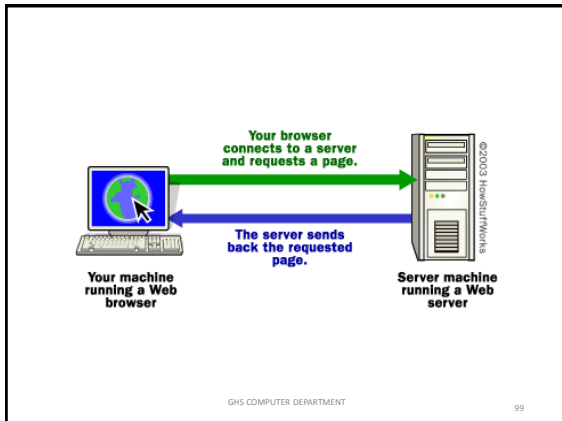 Your browser
connects to a server
and requests a page.
©2003 HowStuffWorks
The server sends
back the requested
page.
Your machine
running a Web
browser
Server machine
running a Web
server
GHS COMPUTER DEPARTMENT
99